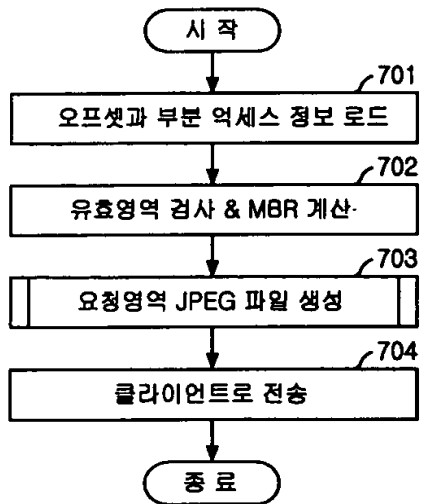 시 작
701
오프셋과 부분 억세스 정보 로드
702
유효영역 검사 & MBR 계산
703
요청영역 JPEG 파일 생성
704
클라이언트로 전송
종 료